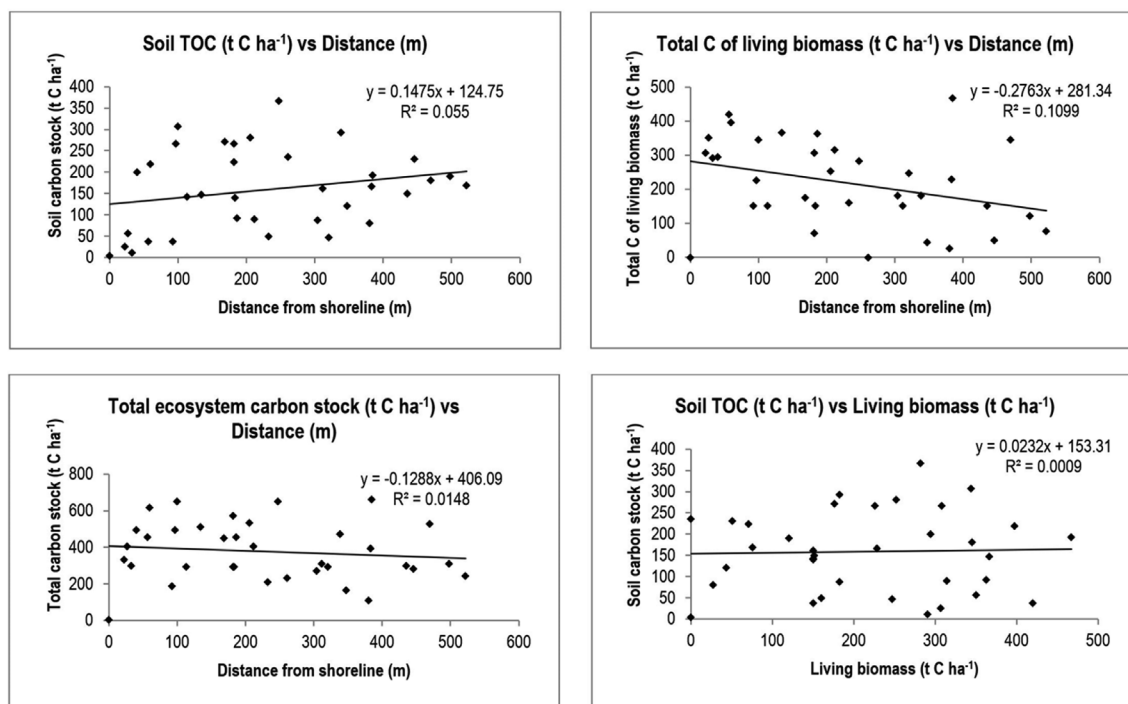 Soil TOC (t C ha⁻¹) vs Distance (m)
Soil carbon stock (t C ha⁻¹)
400
350
300
250
200
150
100
50
0
y = 0.1475x + 124.75
R² = 0.055
0 100 200 300 400 500 600
Distance from shoreline (m)
Total C of living biomass (t C ha⁻¹) vs Distance (m)
Total C of living biomass (t C ha⁻¹)
500
400
300
200
100
0
y = -0.2763x + 281.34
R² = 0.1099
0 100 200 300 400 500 600
Distance from shoreline (m)
Total ecosystem carbon stock (t C ha⁻¹) vs
Distance (m)
Total carbon stock (t C ha⁻¹)
800
600
400
200
0
y = -0.1288x + 406.09
R² = 0.0148
0 100 200 300 400 500 600
Distance from shoreline (m)
Soil TOC (t C ha⁻¹) vs Living biomass (t C ha⁻¹)
Soil carbon stock (t C ha⁻¹)
400
350
300
250
200
150
100
50
0
y = 0.0232x + 153.31
R² = 0.0009
0 100 200 300 400 500
Living biomass (t C ha⁻¹)